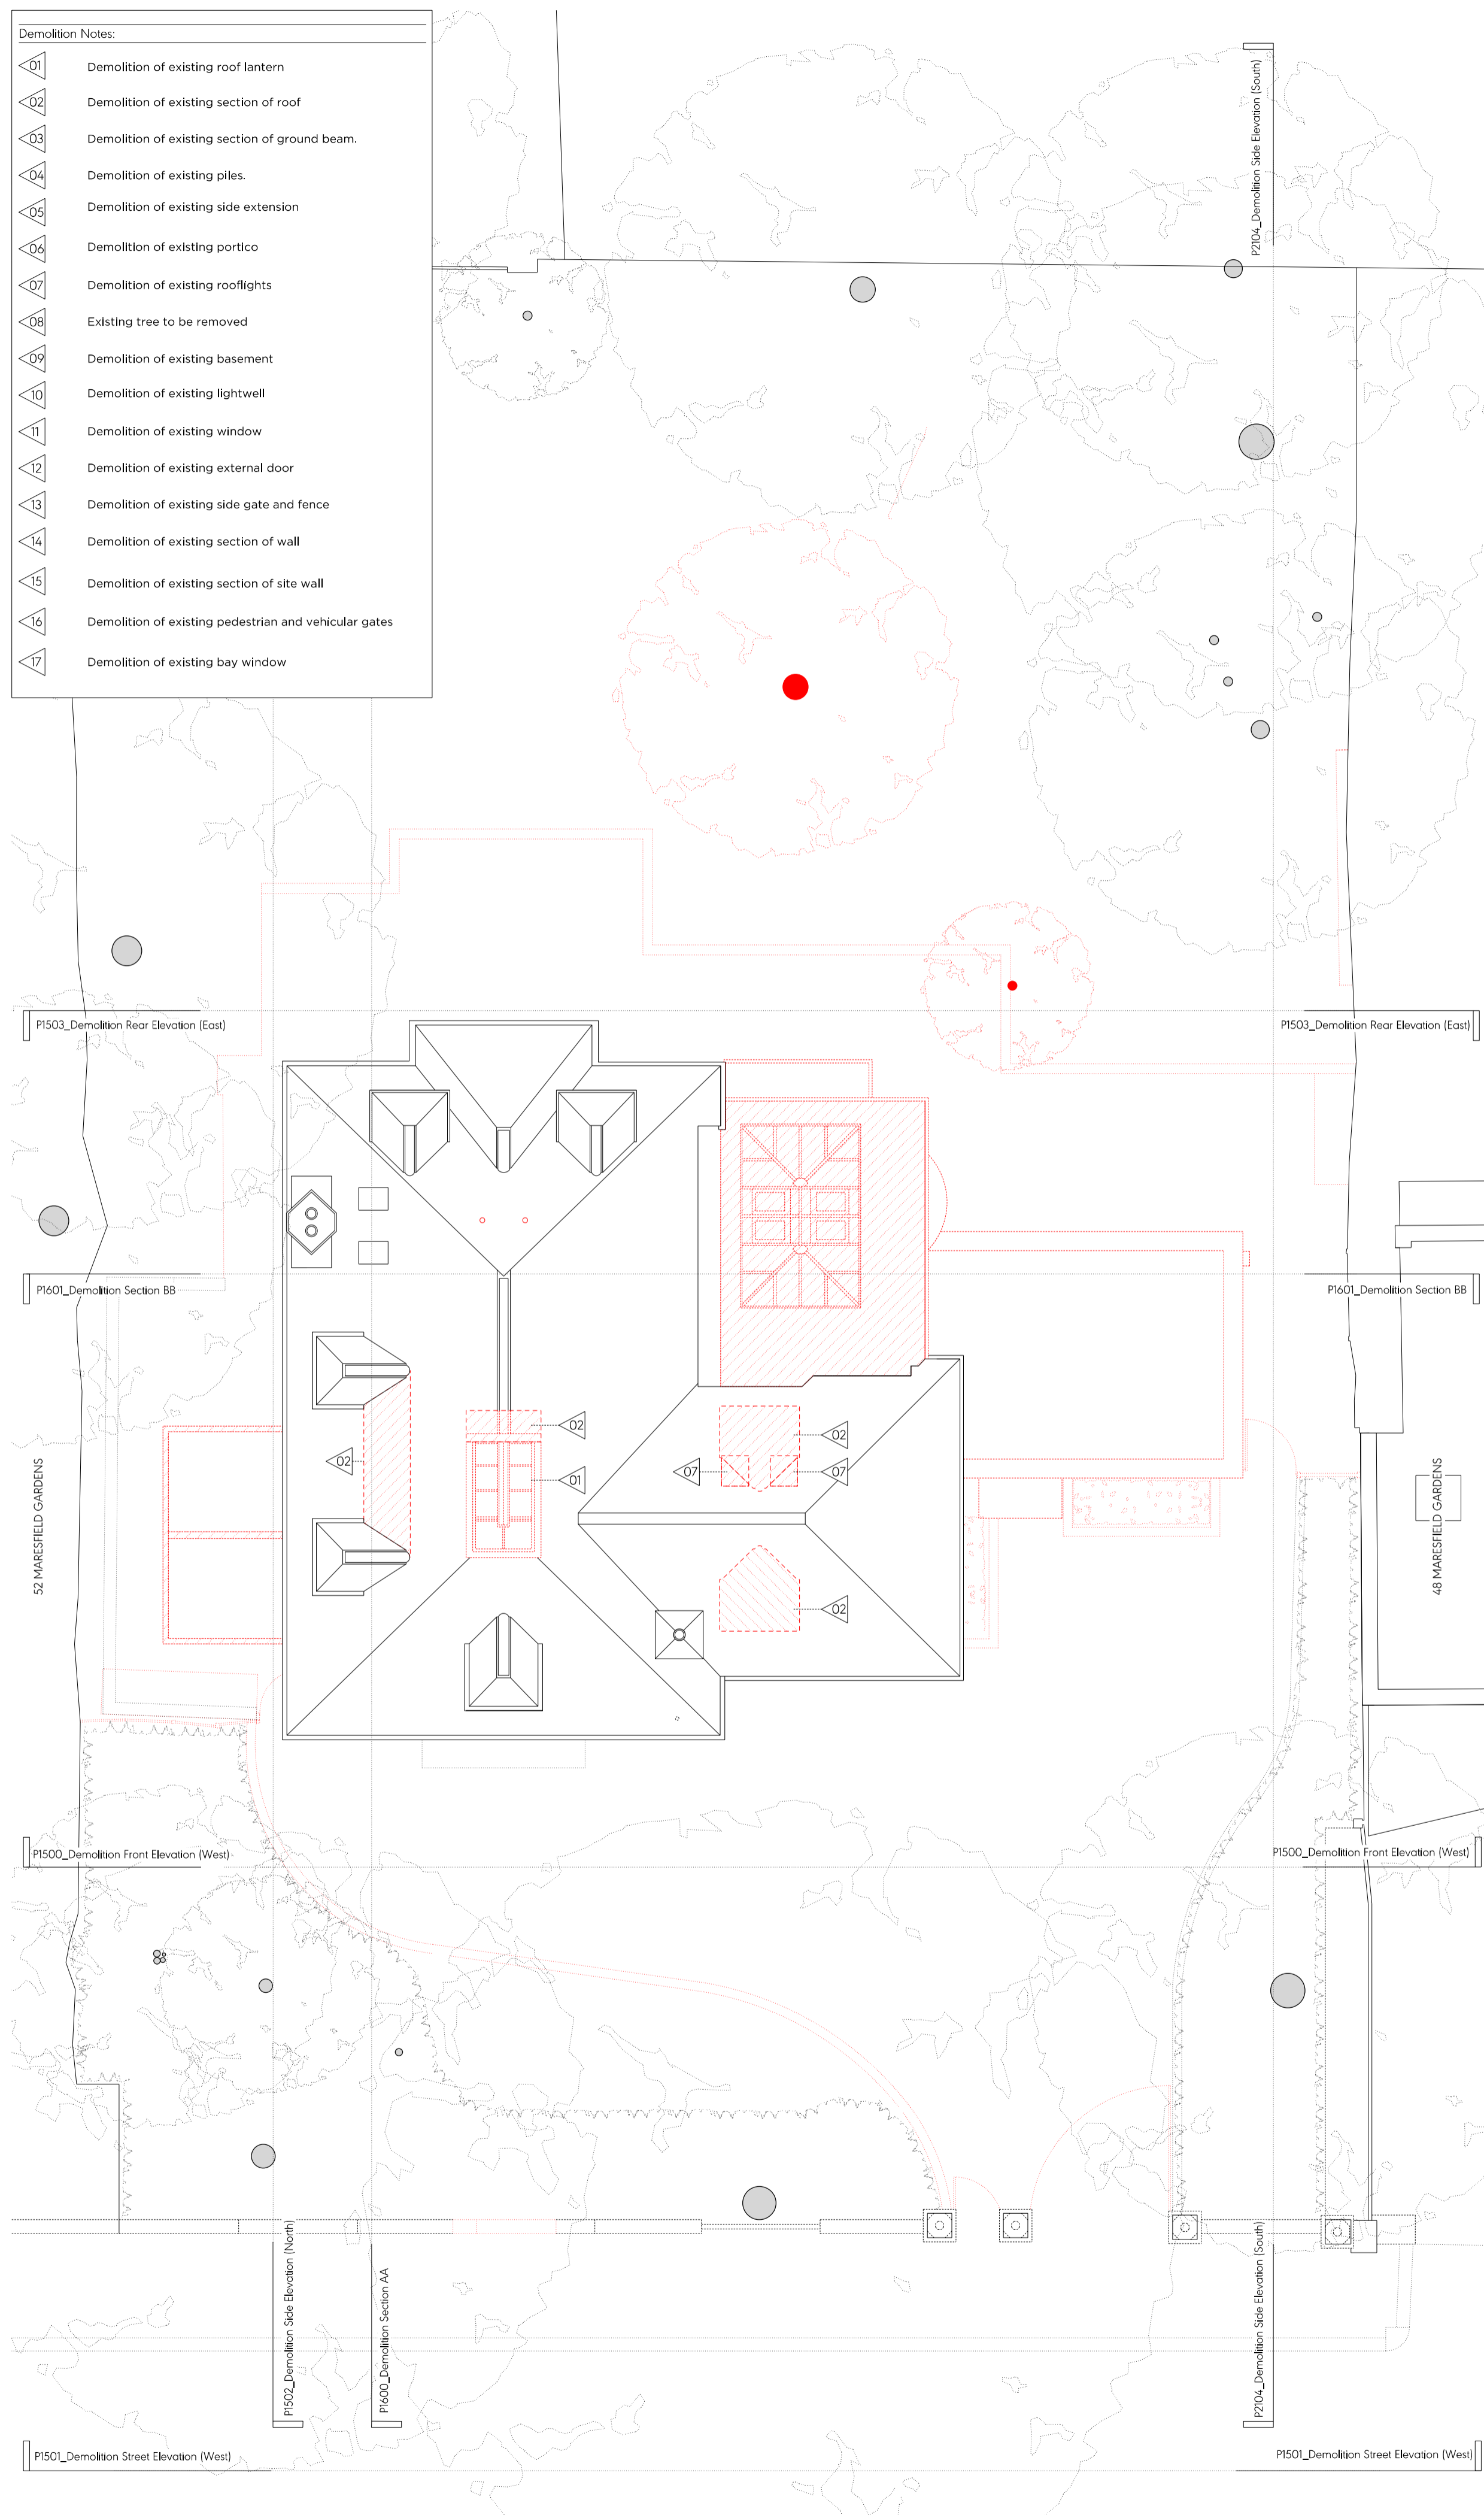 Demolition Notes:
01 Demolition of existing roof lantern
02 Demolition of existing section of roof
03 Demolition of existing section of ground beam.
04 Demolition of existing piles.
05 Demolition of existing side extension
06 Demolition of existing portico
07 Demolition of existing rooflights
08 Existing tree to be removed
09 Demolition of existing basement
10 Demolition of existing lightwell
11 Demolition of existing window
12 Demolition of existing external door
13 Demolition of existing side gate and fence
14 Demolition of existing section of wall
15 Demolition of existing section of site wall
16 Demolition of existing pedestrian and vehicular gates
17 Demolition of existing bay window
P2104_Demolition Side Elevation (South)
P1503_Demolition Rear Elevation (East)
P1503_Demolition Rear Elevation (East)
P1601_Demolition Section BB
P1601_Demolition Section BB
02
02
02
07
07
01
02
52 MARESFIELD GARDENS
48 MARESFIELD GARDENS
P1500_Demolition Front Elevation (West)
P1500_Demolition Front Elevation (West)
P1502_Demolition Side Elevation (North)
P1600_Demolition Section AA
P2104_Demolition Side Elevation (South)
P1501_Demolition Street Elevation (West)
P1501_Demolition Street Elevation (West)